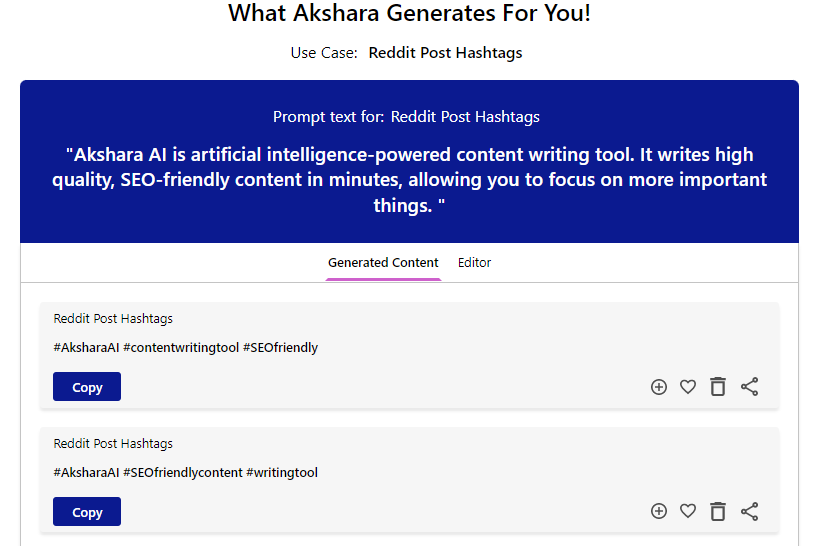 What Akshara Generates For You!
Use Case: Reddit Post Hashtags
Prompt text for: Reddit Post Hashtags
"Akshara AI is artificial intelligence-powered content writing tool. It writes high
quality, SEO-friendly content in minutes, allowing you to focus on more important
things. "
Generated Content Editor
Reddit Post Hashtags
#AksharaAI #contentwritingtool #SEOfriendly
Copy
Reddit Post Hashtags
#AksharaAI #SEOfriendlycontent #writingtool
Copy